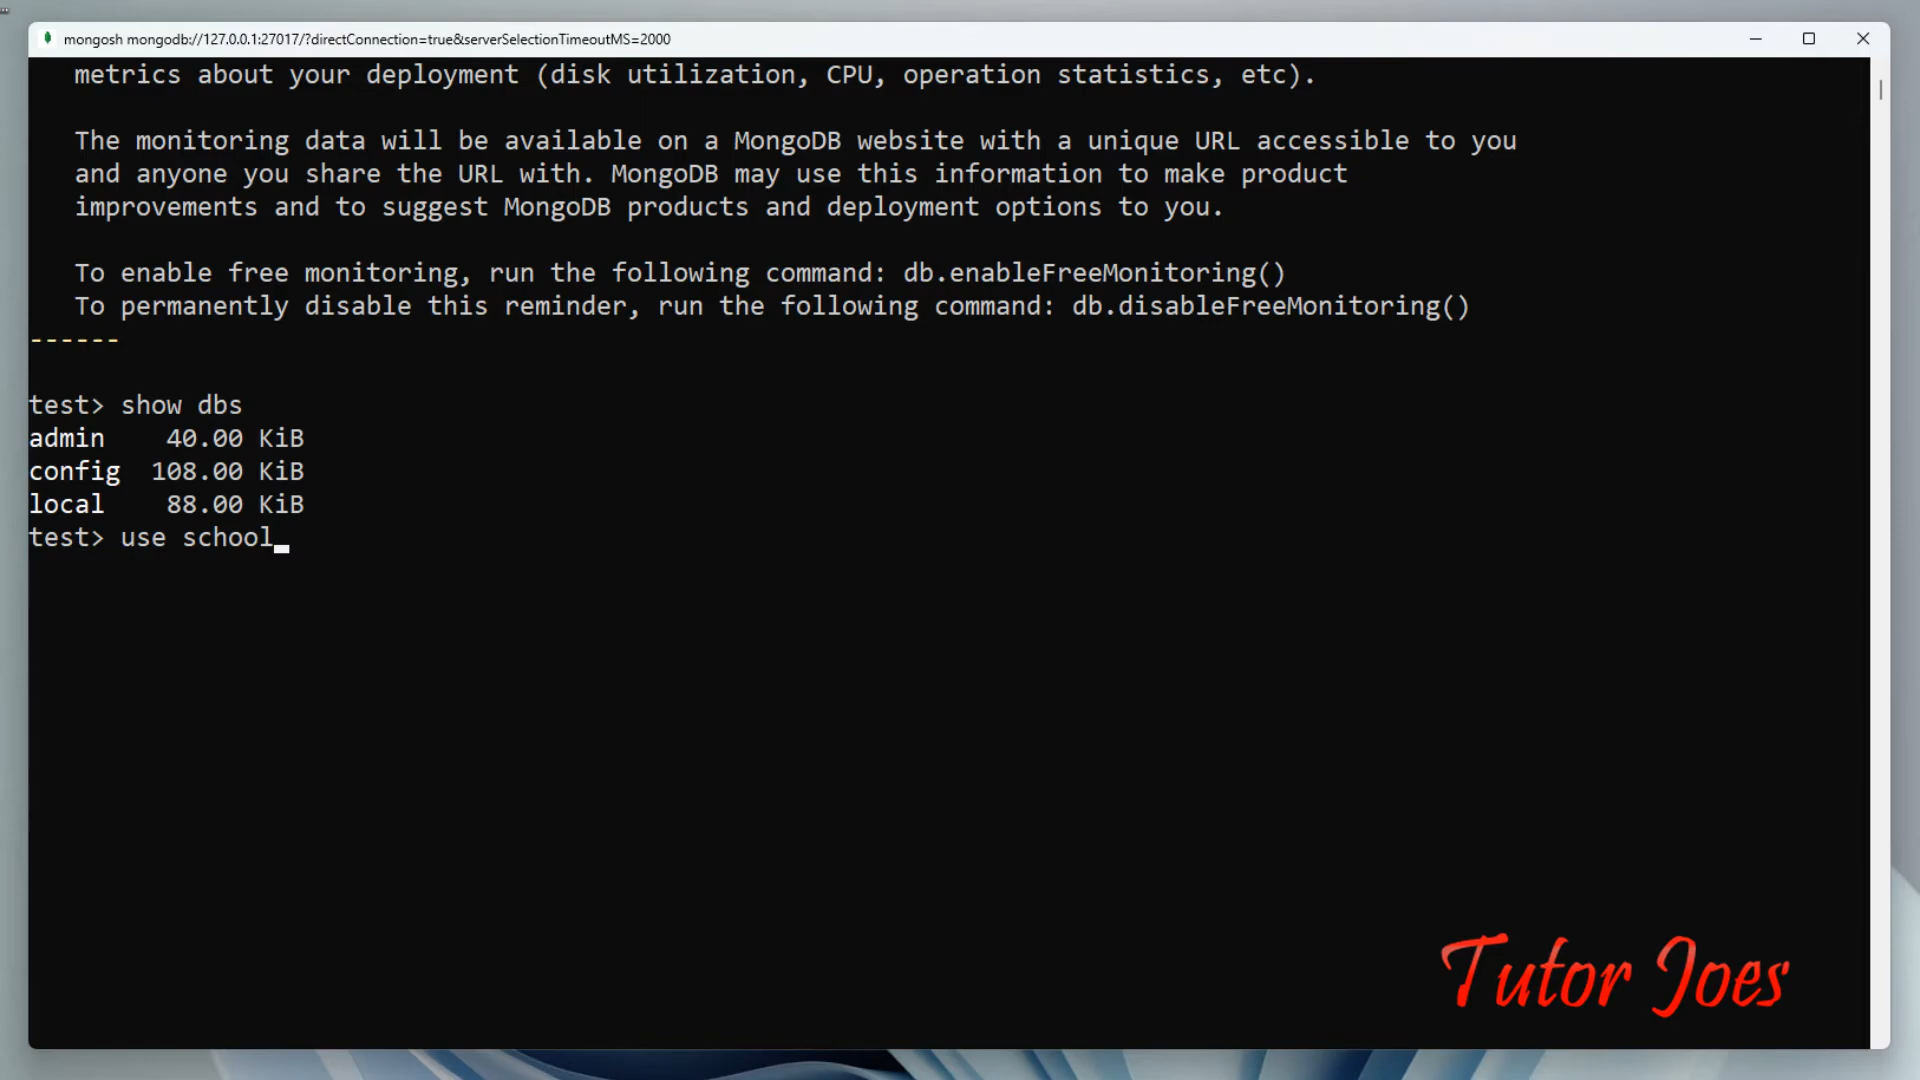 mongosh mongodb://127.0.0.1:27017/?directConnection=true&serverSelectionTimeoutMS=2000
metrics about your deployment (disk utilization, CPU, operation statistics, etc).
The monitoring data will be available on a MongoDB website with a unique URL accessible to you
and anyone you share the URL with. MongoDB may use this information to make product
improvements and to suggest MongoDB products and deployment options to you.
To enable free monitoring, run the following command: db.enableFreeMonitoring()
To permanently disable this reminder, run the following command: db.disableFreeMonitoring()
------
test> show dbs
admin 40.00 KiB
config 108.00 KiB
local 88.00 KiB
test> use school_
Tutor Joes